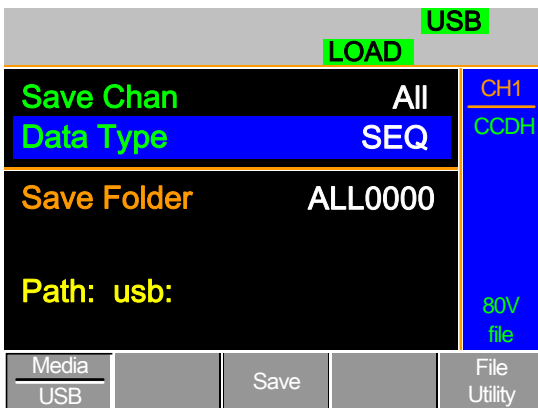 USB
LOAD
Save Chan All
Data Type SEQ
Save Folder ALL0000
Path: usb:
CH1
CCDH
80V
file
Media
USB
Save
File
Utility